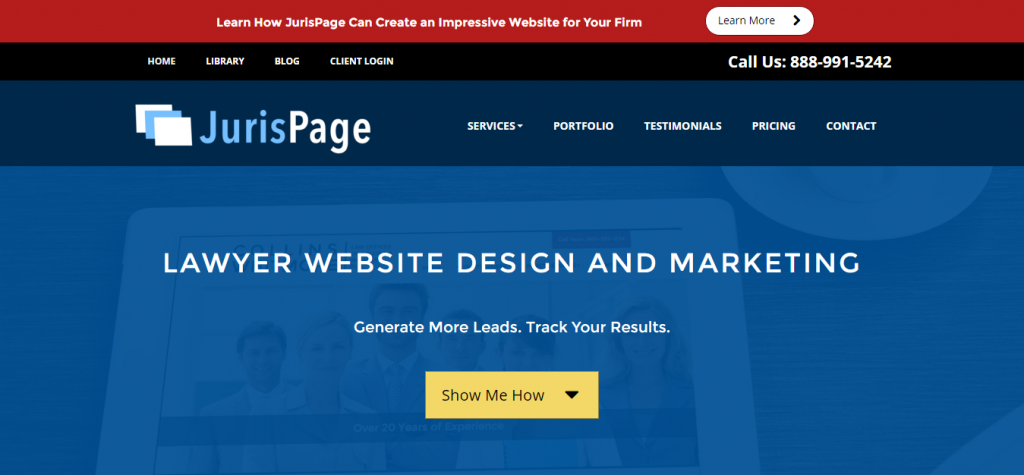 Learn How JurisPage Can Create an Impressive Website for Your Firm
Learn More
HOME LIBRARY BLOG CLIENT LOGIN
Call Us: 888-991-5242
JurisPage
SERVICES PORTFOLIO TESTIMONIALS PRICING CONTACT
COLLINS
LAWYER WEBSITE DESIGN AND MARKETING
Generate More Leads. Track Your Results.
Show Me How
Over 20 Years of Experience